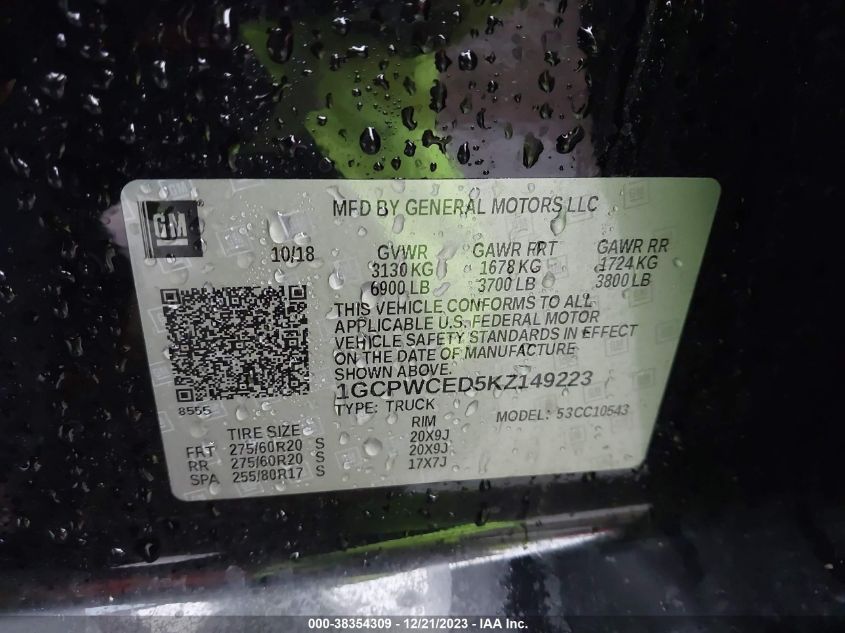 GM
MFD BY GENERAL MOTORS LLC
10/18 GVWR GAWR FRT GAWR RR
3130 KG 1678 KG 1724 KG
6900 LB 3700 LB 3800 LB
THIS VEHICLE CONFORMS TO ALL
APPLICABLE U.S. FEDERAL MOTOR
VEHICLE SAFETY STANDARDS IN EFFECT
ON THE DATE OF MANUFACTURE
SHOWN ABOVE.
1GCPWCED5KZ149223
8555 TYPE: TRUCK MODEL: 53CC10543
TIRE SIZE RIM
FRT 275/60R20 S 20X9J
RR 275/60R20 S 20X9J
SPA 255/80R17 S 17X7J
000-38354309 - 12/21/2023 - IAA Inc.